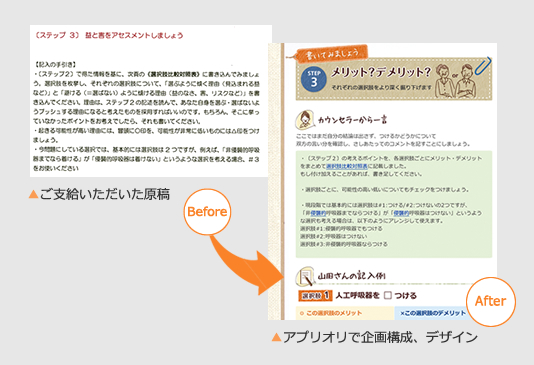 〔ステップ 3〕 益と害をアセスメントしましょう
【記入の手引き】
・〔ステップ2〕で得た情報を基に、次頁の《選択肢比較対照表》に書き込んでみましょ
う。選択肢を枚挙し、それぞれの選択肢について、「選ぶように傾く理由（見込まれる益
など）」と「避ける（＝選ばない）ように傾ける理由（益のなさ、害、リスクなど）」を書
き込んでください。理由は、ステップ2の記述を読んで、あなた自身を選ぶ・選ばないよ
うプッシュする理由になると考えたものを採用すればいいのです。もちろん、そこに挙っ
ていなかったポイントをお考えでしたら、それも書いてください。
・起きる可能性が高い理由には、冒頭に〇印を、可能性が非常に低いものには△印をつけ
ましょう。
・今問題にしている選択では、基本的には選択肢は2つですが、例えば、「非侵襲的呼吸
器までなら着ける」か「侵襲的呼吸器は着けない」というような選択を考える場合、＃3
をお使いください
▲ご支給いただいた原稿
Before
書いてみましょう
STEP
3
メリット？デメリット？
それぞれの選択肢をより深く掘り下げます
or
カウンセラーから一言
ここではまだ自分の結論は出さず、つけるかどうかについて
双方の言い分を確認し、さしあたってのコメントを記すことにしましょう。
・〔ステップ2〕の考えるポイントを、各選択肢ごとにメリット・デメリット
をまとめて選択肢比較対照表に記載しました。
もし付け加えることがあれば、書き足してください。
・選択肢ごとに、可能性の高い低いについてもチェックをつけましょう。
・現段階では基本的には選択肢は#1:つける/#2:つけないの2つですが、
「非侵襲的呼吸器までならつける」か「侵襲的呼吸器はつけない」というよう
な選択も考える場合は、以下のようにアレンジして使えます。
選択肢#1:侵襲的呼吸器でもつける
選択肢#2:呼吸器はつけない
選択肢#3:非侵襲的呼吸器ならつける
山田さんの記入例
選択肢 1 人工呼吸器を □ つける
○ この選択肢のメリット
×この選択肢のデメリット
After
▲アプリオリで企画構成、デザイン